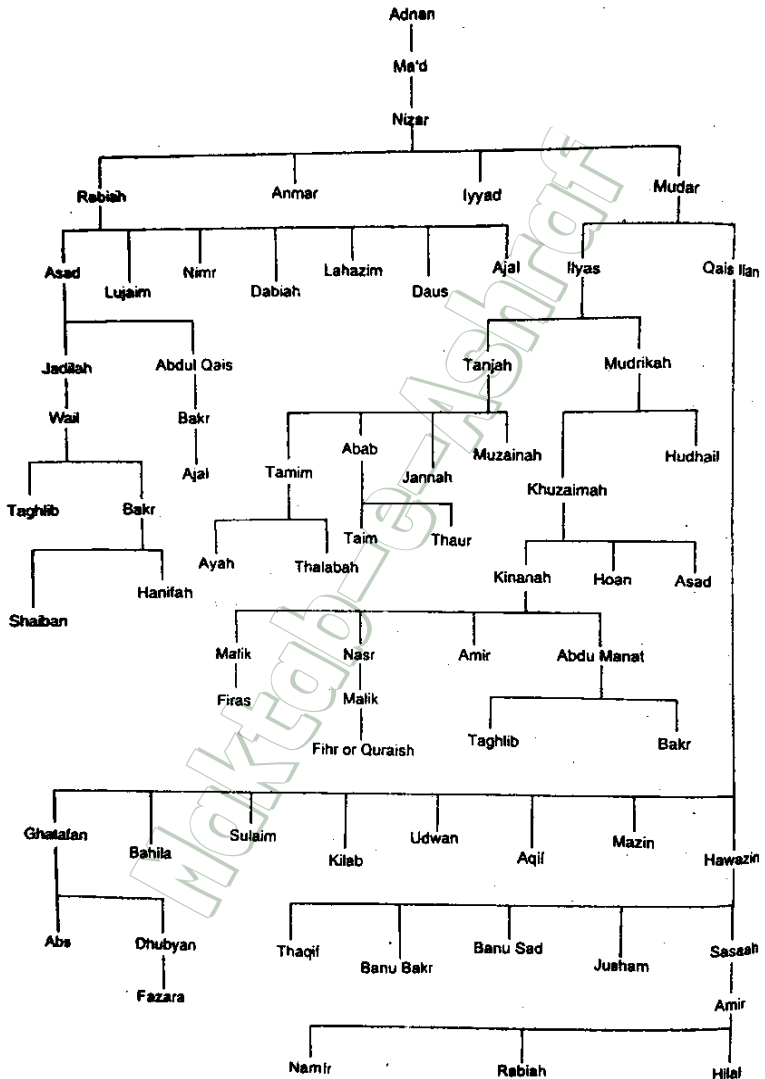 Adnan
Ma'd
Nizar
Rabiah Anmar Iyyad Mudar
Asad Lujaim Nimr Dabiah Lahazim Daus Ajal Ilyas Qais Ilan
Jadilah Abdul Qais Tanjah Mudrikah
Wail Bakr Tamim Abab Jannah Muzainah Khuzaimah Hudhail
Ajal
Taghlib Bakr Ayah Thalabah Taim Thaur Kinanah Hoan Asad
Shaiban Hanifah
Malik Nasr Amir Abdu Manat
Firas Malik
Fihr or Quraish Taghlib Bakr
Ghatafan Bahila Sulaim Kilab Udwan Aqif Mazin Hawazin
Abs Dhubyan Thaqif Banu Bakr Banu Sad Jusham Sasaah
Fazara Amir
Namir Rabiah Hilal
Maktab-e-Ashraf